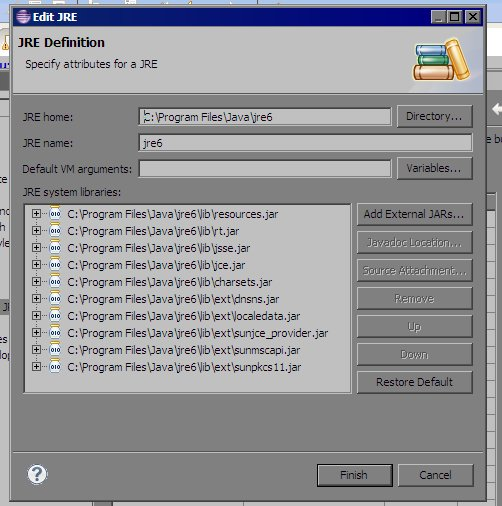 Edit JRE
JRE Definition
Specify attributes for a JRE
JRE home:
C:\Program Files\Java\jre6
Directory...
JRE name:
jre6
Default VM arguments:
Variables...
JRE system libraries:
C:\Program Files\Java\jre6\lib\resources.jar
C:\Program Files\Java\jre6\lib\rt.jar
C:\Program Files\Java\jre6\lib\jsse.jar
C:\Program Files\Java\jre6\lib\jce.jar
C:\Program Files\Java\jre6\lib\charsets.jar
C:\Program Files\Java\jre6\lib\ext\dnsns.jar
C:\Program Files\Java\jre6\lib\ext\localedata.jar
C:\Program Files\Java\jre6\lib\ext\sunjce_provider.jar
C:\Program Files\Java\jre6\lib\ext\sunmscapi.jar
C:\Program Files\Java\jre6\lib\ext\sunpkcs11.jar
Add External JARs...
Javadoc Location...
Source Attachment...
Remove
Up
Down
Restore Default
Finish
Cancel